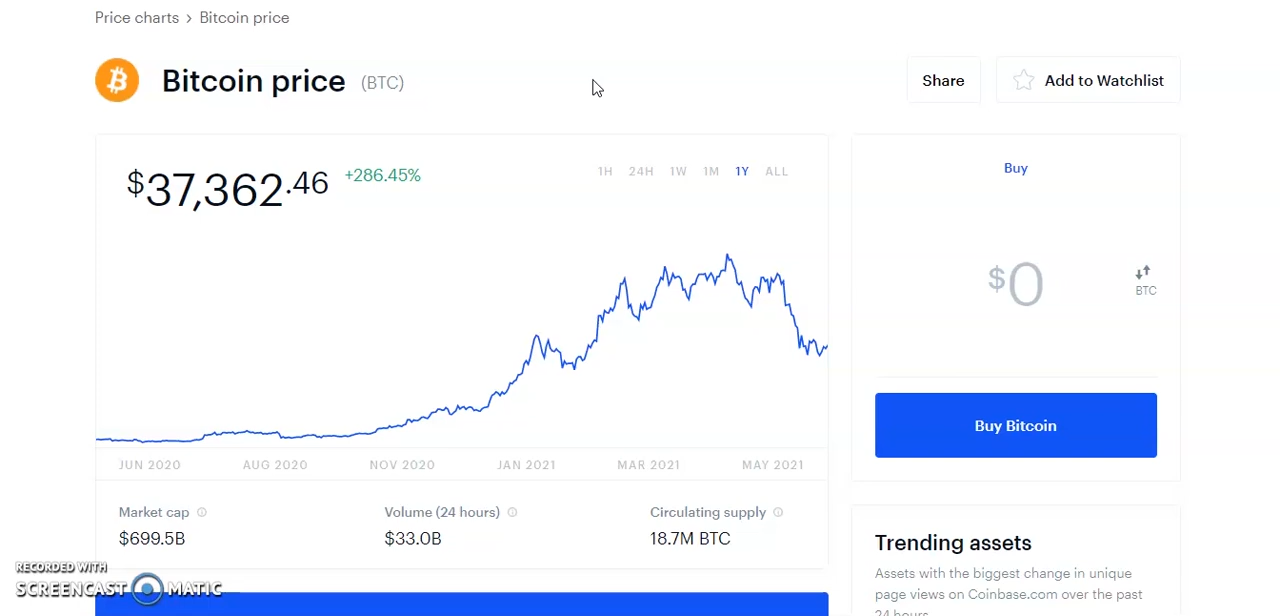 Price charts › Bitcoin price
Bitcoin price (BTC)
Share
Add to Watchlist
$37,362.46 +286.45%
1H 24H 1W 1M 1Y ALL
JUN 2020 AUG 2020 NOV 2020 JAN 2021 MAR 2021 MAY 2021
Market cap
$699.5B
Volume (24 hours)
$33.0B
Circulating supply
18.7M BTC
Buy
$0
BTC
Buy Bitcoin
Trending assets
Assets with the biggest change in unique
page views on Coinbase.com over the past
24 hours
RECORDED WITH
SCREENCAST MATIC